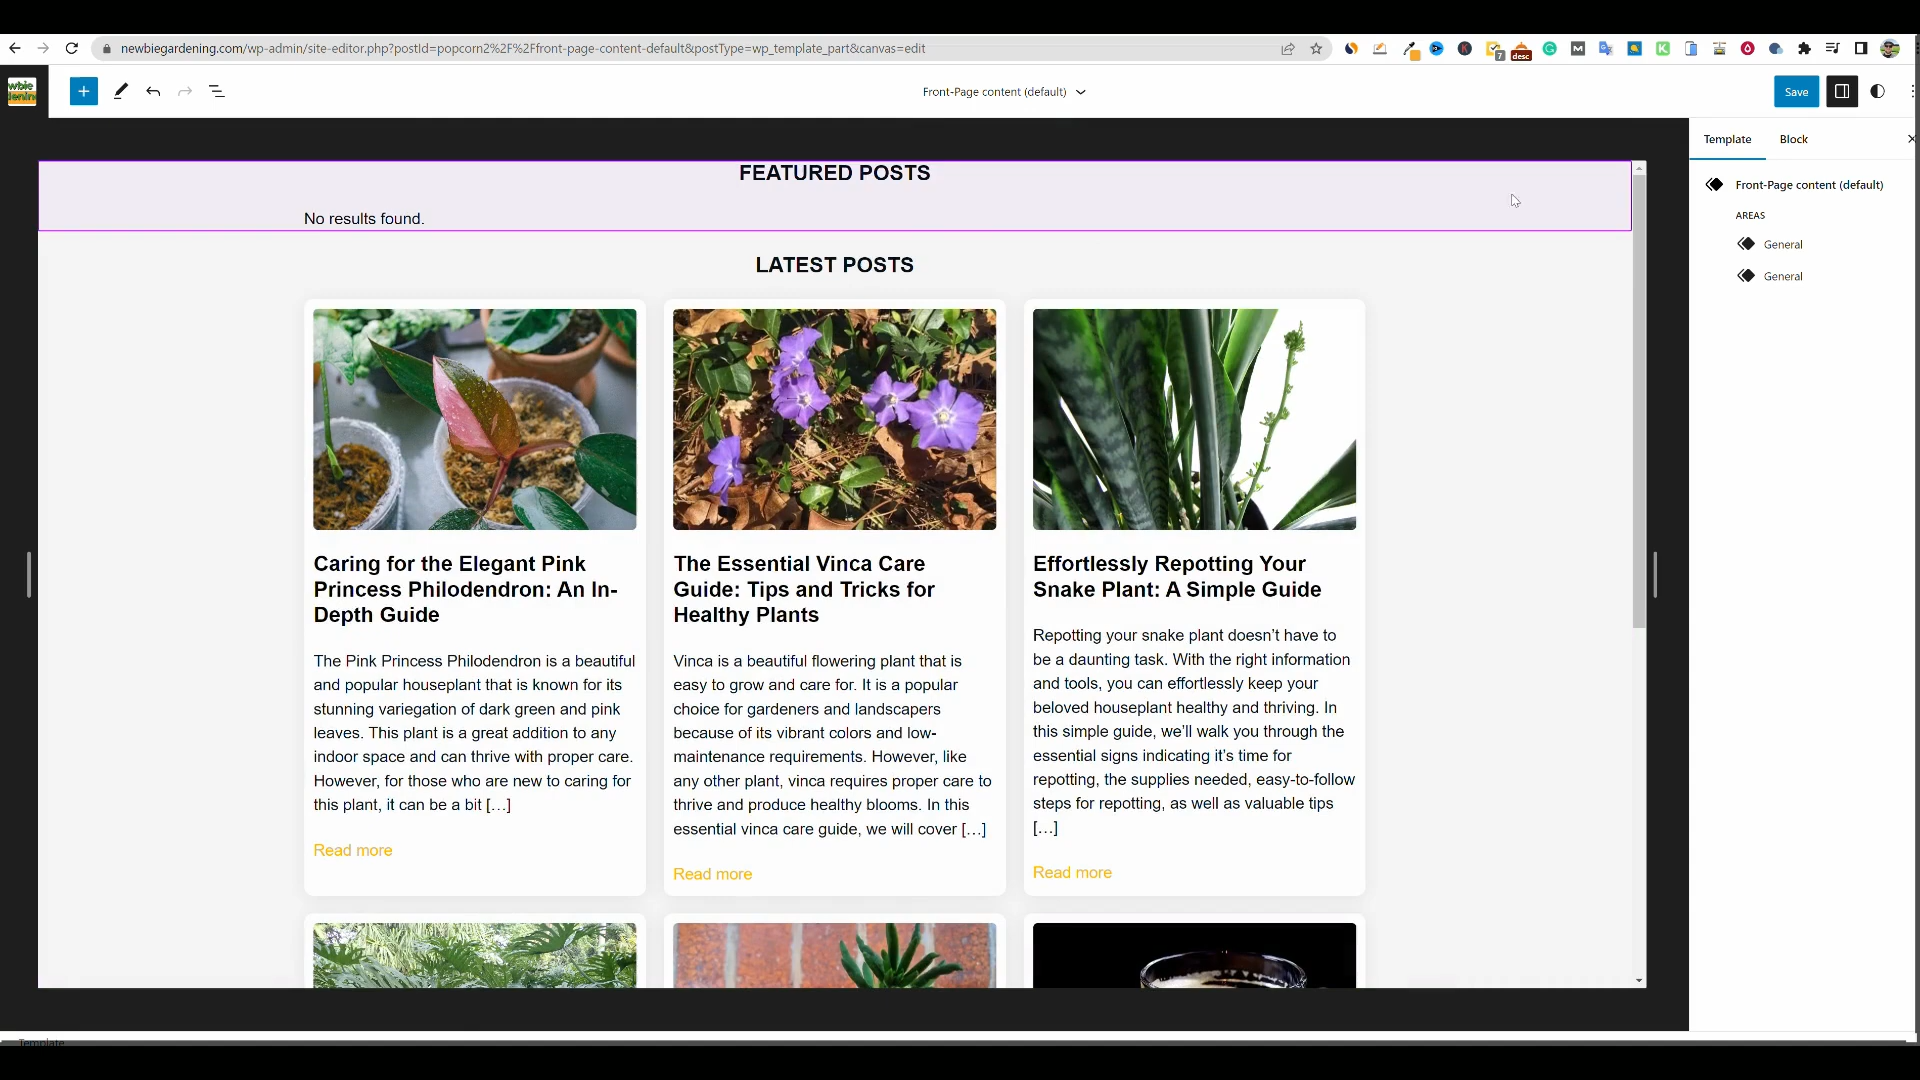 newbiegardening.com/wp-admin/site-editor.php?postId=popcorn2%2F%2Ffront-page-content-default&postType=wp_template_part&canvas=edit
7
desc
Front-Page content (default)
Save
Template
Block
FEATURED POSTS
No results found.
LATEST POSTS
Front-Page content (default)
AREAS
General
General
Caring for the Elegant Pink
Princess Philodendron: An In-
Depth Guide
The Pink Princess Philodendron is a beautiful
and popular houseplant that is known for its
stunning variegation of dark green and pink
leaves. This plant is a great addition to any
indoor space and can thrive with proper care.
However, for those who are new to caring for
this plant, it can be a bit […]
Read more
The Essential Vinca Care
Guide: Tips and Tricks for
Healthy Plants
Vinca is a beautiful flowering plant that is
easy to grow and care for. It is a popular
choice for gardeners and landscapers
because of its vibrant colors and low-
maintenance requirements. However, like
any other plant, vinca requires proper care to
thrive and produce healthy blooms. In this
essential vinca care guide, we will cover […]
Read more
Effortlessly Repotting Your
Snake Plant: A Simple Guide
Repotting your snake plant doesn’t have to
be a daunting task. With the right information
and tools, you can effortlessly keep your
beloved houseplant healthy and thriving. In
this simple guide, we’ll walk you through the
essential signs indicating it’s time for
repotting, the supplies needed, easy-to-follow
steps for repotting, as well as valuable tips
[…]
Read more
Template